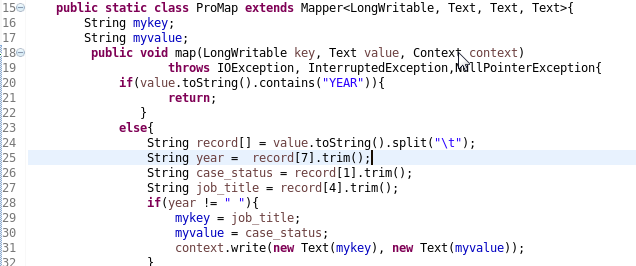 15 public static class ProMap extends Mapper<LongWritable, Text, Text, Text>{
16 String mykey;
17 String myvalue;
18 public void map(LongWritable key, Text value, Context context)
19 throws IOException, InterruptedException,NullPointerException{
20 if(value.toString().contains("YEAR")){
21 return;
22 }
23 else{
24 String record[] = value.toString().split("\t");
25 String year =  record[7].trim();
26 String case_status = record[1].trim();
27 String job_title = record[4].trim();
28 if(year != " "){
29 mykey = job_title;
30 myvalue = case_status;
31 context.write(new Text(mykey), new Text(myvalue));
32 }